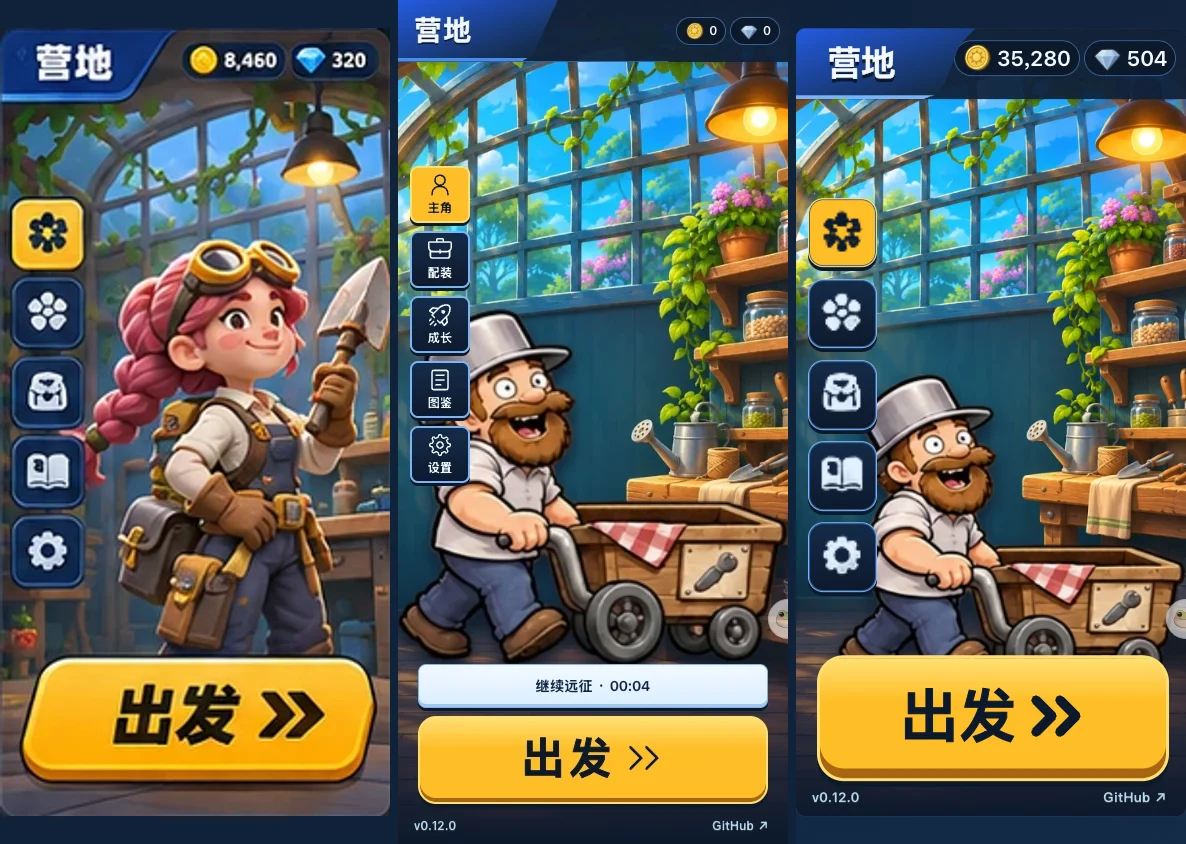 营地
8,460
320
出发
营地
0
0
主角
配装
成长
图鉴
设置
继续远征 · 00:04
出发
v0.12.0
GitHub ↗
营地
35,280
504
出发
v0.12.0
GitHub ↗